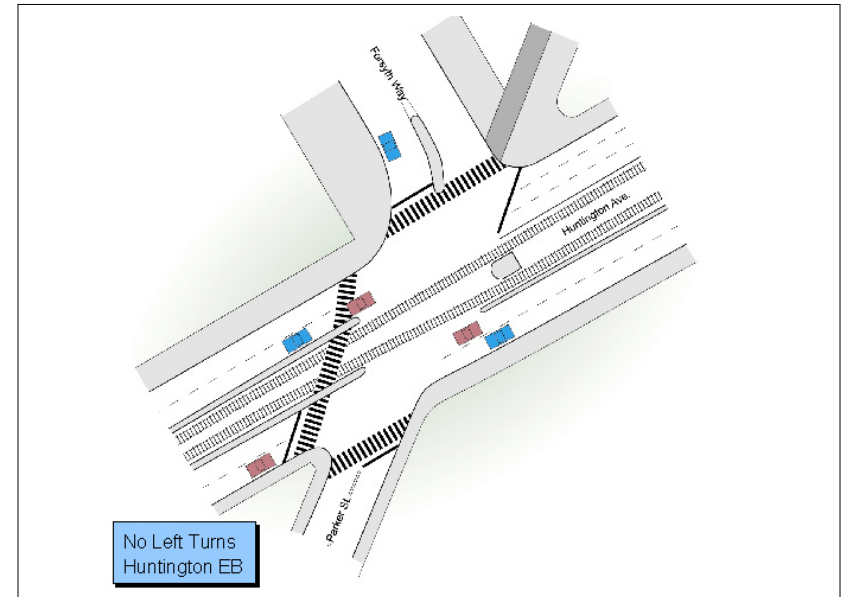 Forsyth Way
Huntington Ave.
Parker St.
No Left Turns
Huntington EB